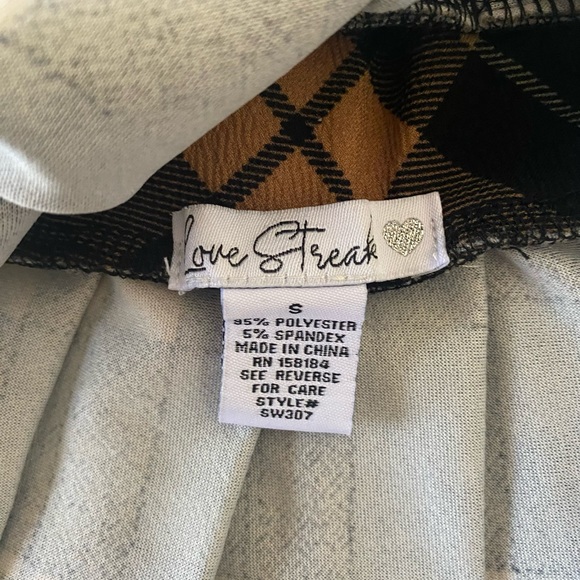 Love Streak
S
95% POLYESTER
5% SPANDEX
MADE IN CHINA
RN 158184
SEE REVERSE
FOR CARE
STYLE#
SW307